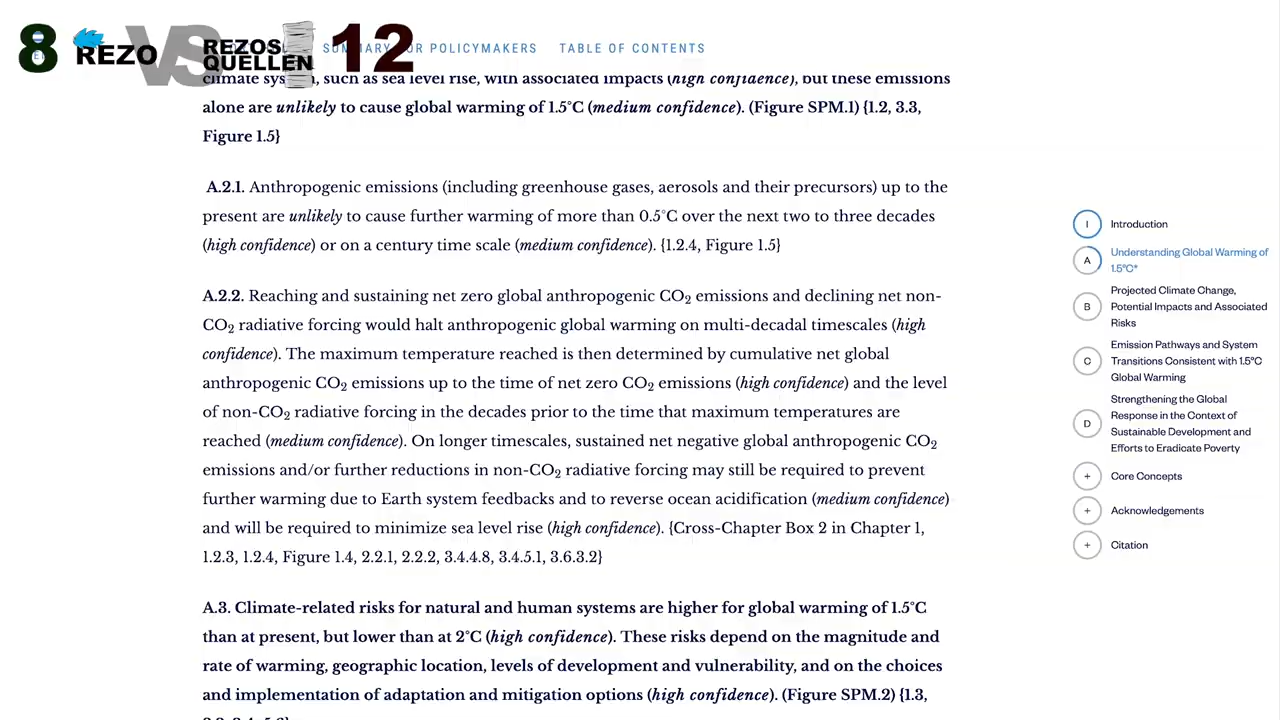 8 REZO VS REZOS QUELLEN 12
SUMMARY FOR POLICYMAKERS TABLE OF CONTENTS
climate system, such as sea level rise, with associated impacts (high confidence), but these emissions
alone are unlikely to cause global warming of 1.5°C (medium confidence). (Figure SPM.1) {1.2, 3.3,
Figure 1.5}
A.2.1. Anthropogenic emissions (including greenhouse gases, aerosols and their precursors) up to the
present are unlikely to cause further warming of more than 0.5°C over the next two to three decades
(high confidence) or on a century time scale (medium confidence). {1.2.4, Figure 1.5}
A.2.2. Reaching and sustaining net zero global anthropogenic CO₂ emissions and declining net non-
CO₂ radiative forcing would halt anthropogenic global warming on multi-decadal timescales (high
confidence). The maximum temperature reached is then determined by cumulative net global
anthropogenic CO₂ emissions up to the time of net zero CO₂ emissions (high confidence) and the level
of non-CO₂ radiative forcing in the decades prior to the time that maximum temperatures are
reached (medium confidence). On longer timescales, sustained net negative global anthropogenic CO₂
emissions and/or further reductions in non-CO₂ radiative forcing may still be required to prevent
further warming due to Earth system feedbacks and to reverse ocean acidification (medium confidence)
and will be required to minimize sea level rise (high confidence). {Cross-Chapter Box 2 in Chapter 1,
1.2.3, 1.2.4, Figure 1.4, 2.2.1, 2.2.2, 3.4.4.8, 3.4.5.1, 3.6.3.2}
A.3. Climate-related risks for natural and human systems are higher for global warming of 1.5°C
than at present, but lower than at 2°C (high confidence). These risks depend on the magnitude and
rate of warming, geographic location, levels of development and vulnerability, and on the choices
and implementation of adaptation and mitigation options (high confidence). (Figure SPM.2) {1.3,
I Introduction
A Understanding Global Warming of
1.5°C*
Projected Climate Change,
B Potential Impacts and Associated
Risks
Emission Pathways and System
C Transitions Consistent with 1.5°C
Global Warming
Strengthening the Global
Response in the Context of
D Sustainable Development and
Efforts to Eradicate Poverty
+ Core Concepts
+ Acknowledgements
+ Citation